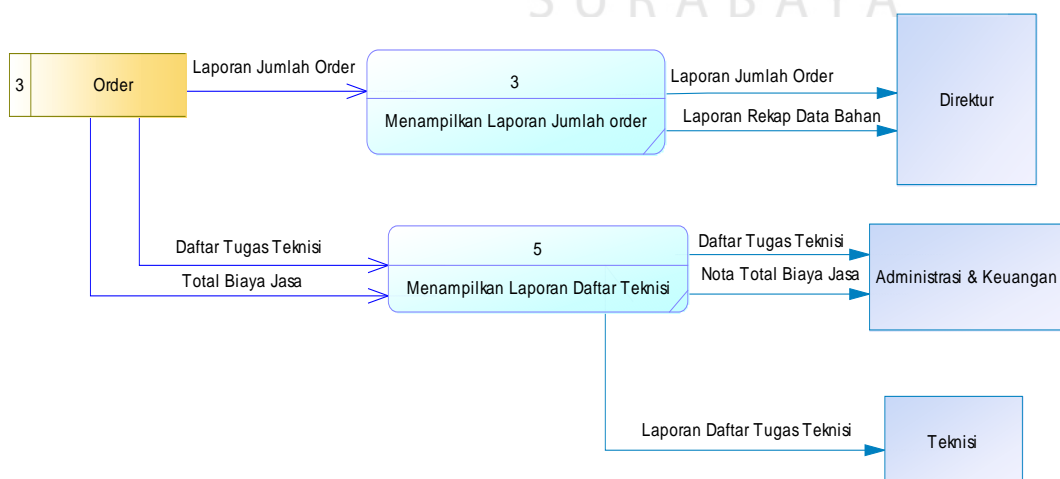 SURABAYA
3
Order
Laporan Jumlah Order
3
Menampilkan Laporan Jumlah order
Laporan Jumlah Order
Laporan Rekap Data Bahan
Direktur
Daftar Tugas Teknisi
Total Biaya Jasa
5
Menampilkan Laporan Daftar Teknisi
Daftar Tugas Teknisi
Nota Total Biaya Jasa
Administrasi & Keuangan
Laporan Daftar Tugas Teknisi
Teknisi